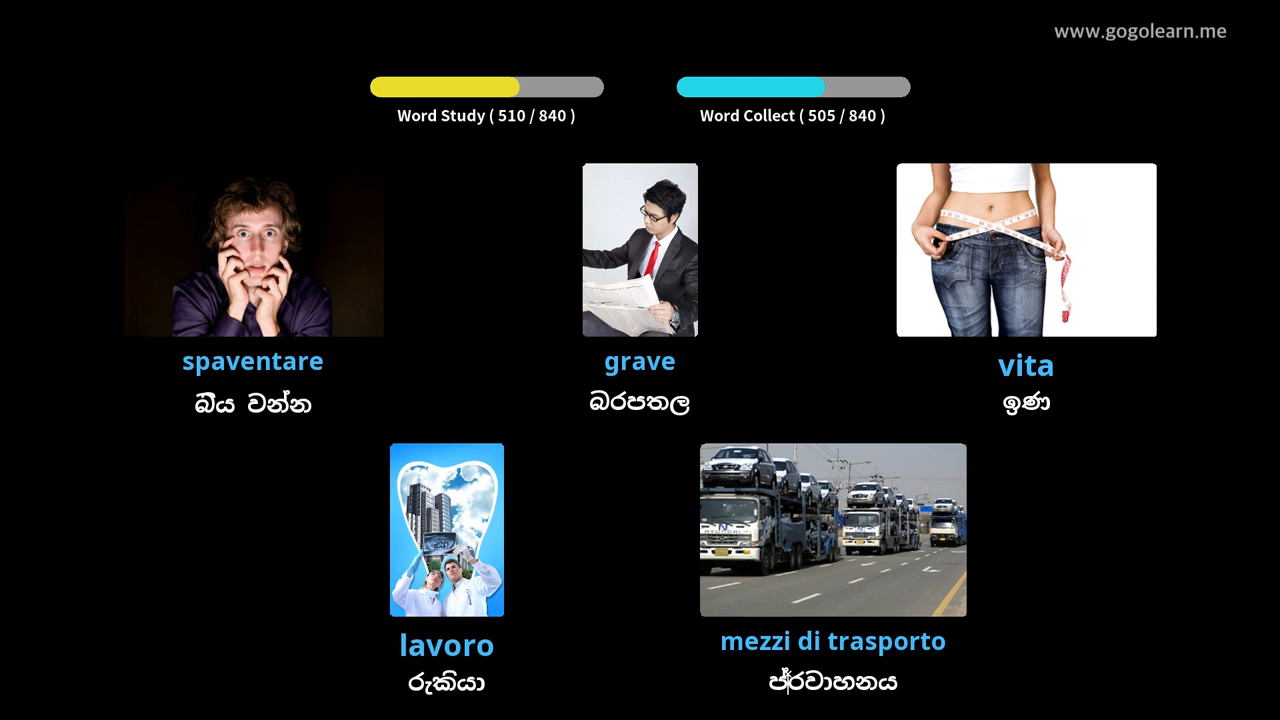 www.gogolearn.me
Word Study ( 510 / 840 )
Word Collect ( 505 / 840 )
spaventare
බිය වන්න
grave
බරපතල
vita
ඉණ
lavoro
රුකියා
mezzi di trasporto
ප්‍රවාහනය